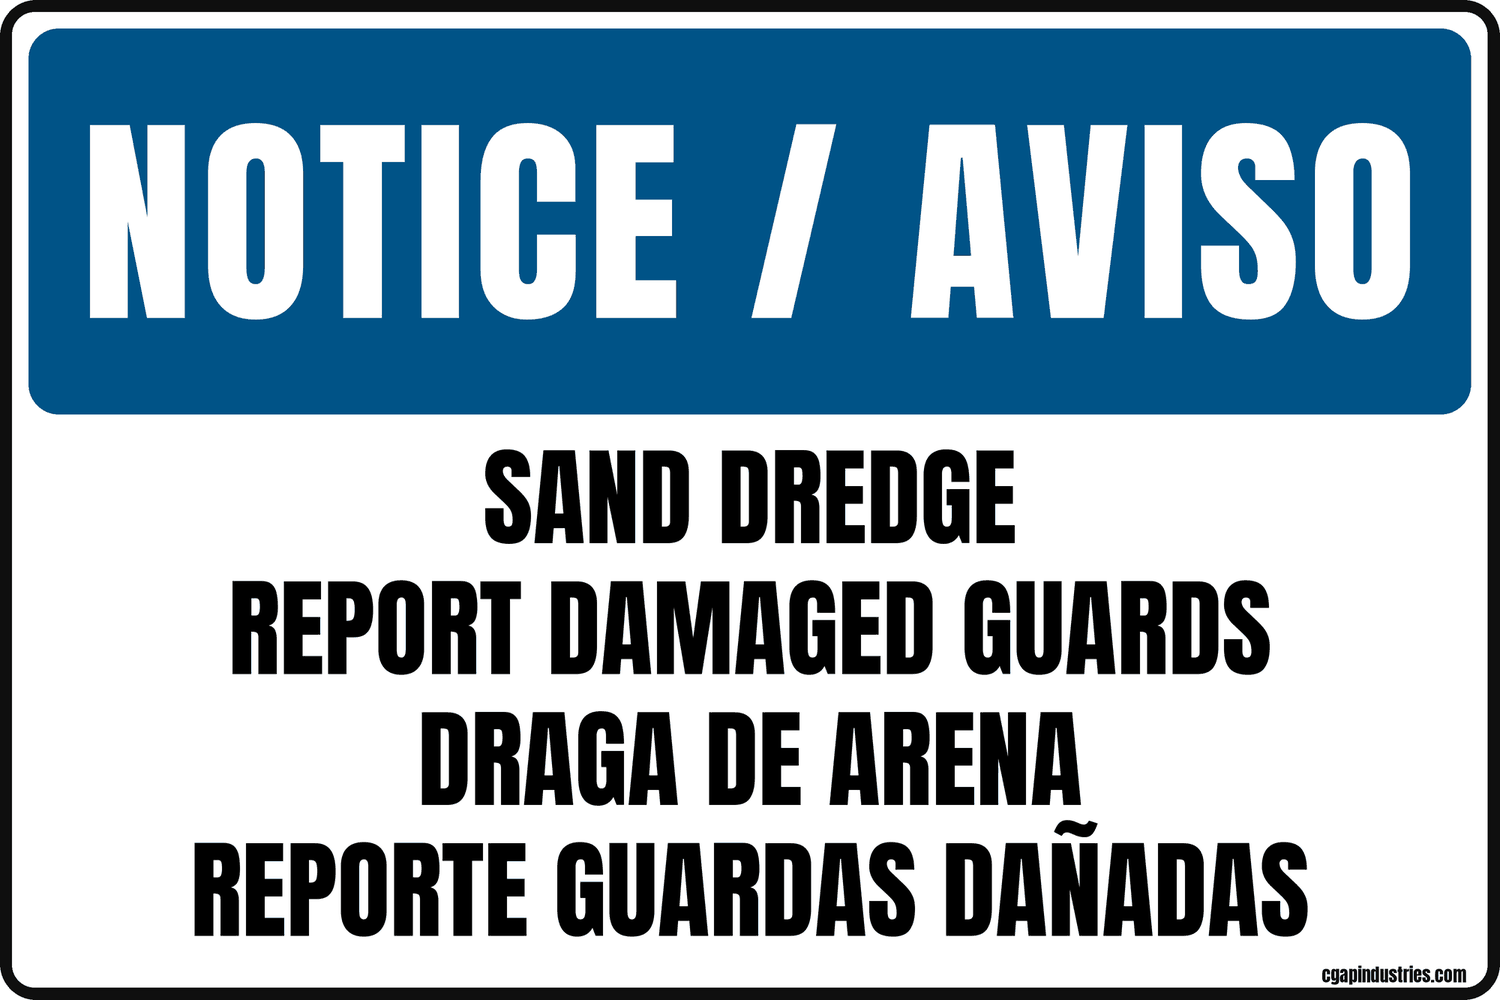 NOTICE / AVISO
SAND DREDGE
REPORT DAMAGED GUARDS
DRAGA DE ARENA
REPORTE GUARDAS DAÑADAS
cgapindustries.com